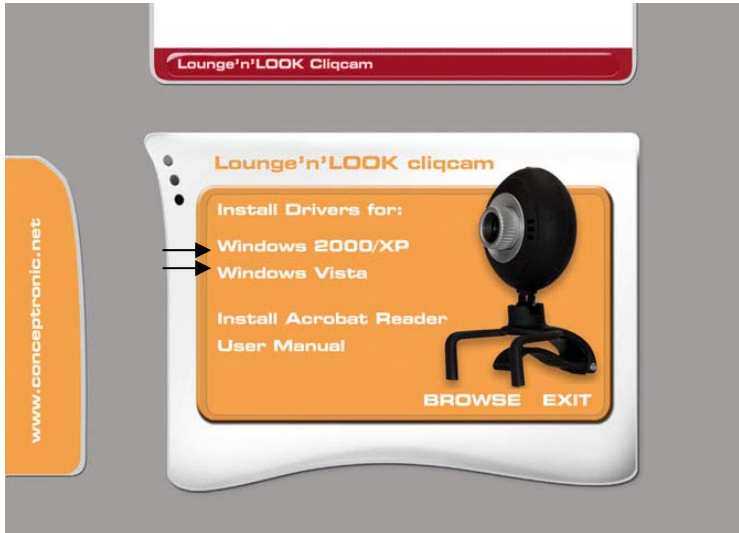 Lounge'n'LOOK Cliqcam
Lounge'n'LOOK cliqcam
Install Drivers for:
Windows 2000/XP
Windows Vista
Install Acrobat Reader
User Manual
BROWSE EXIT
www.conceptronic.net